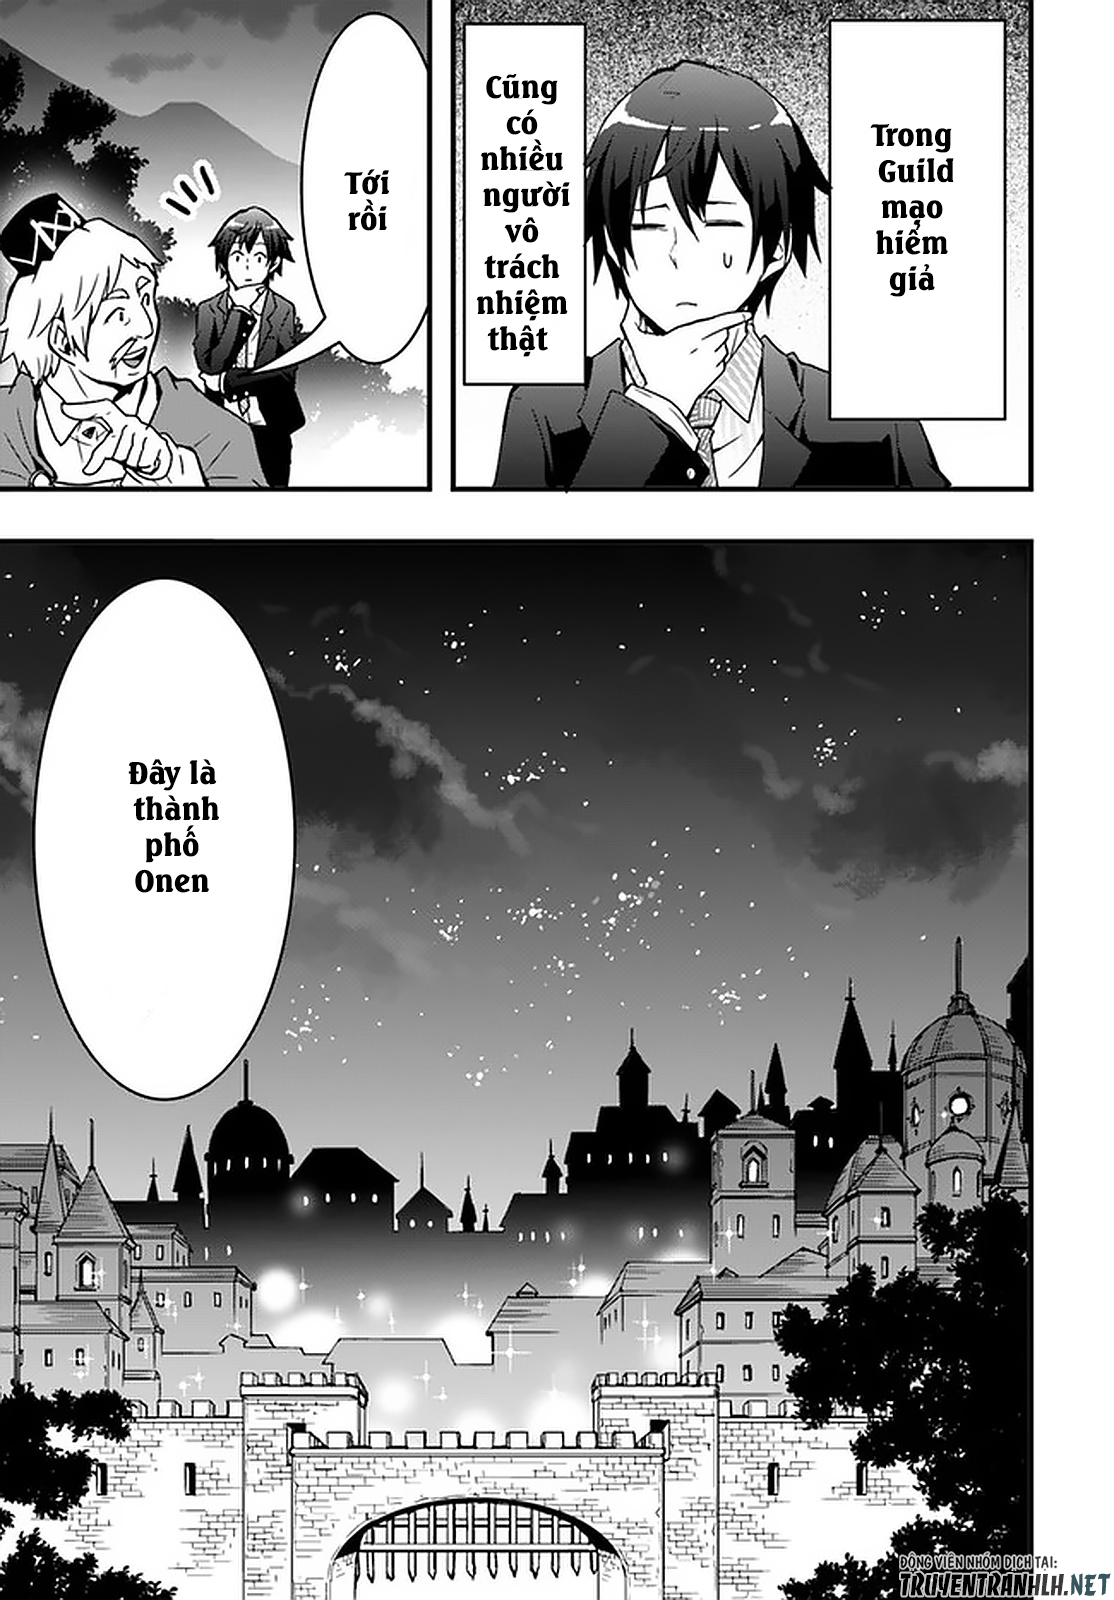 Trong
Guild
mạo
hiểm
giả
Cũng
có
nhiều
người
vô
trách
nhiệm
thật
Tới
rồi
Đây là
thành
phố
Onen
ĐỘNG VIÊN NHÓM DỊCH TẠI:
TRUYENTRANHLH.NET